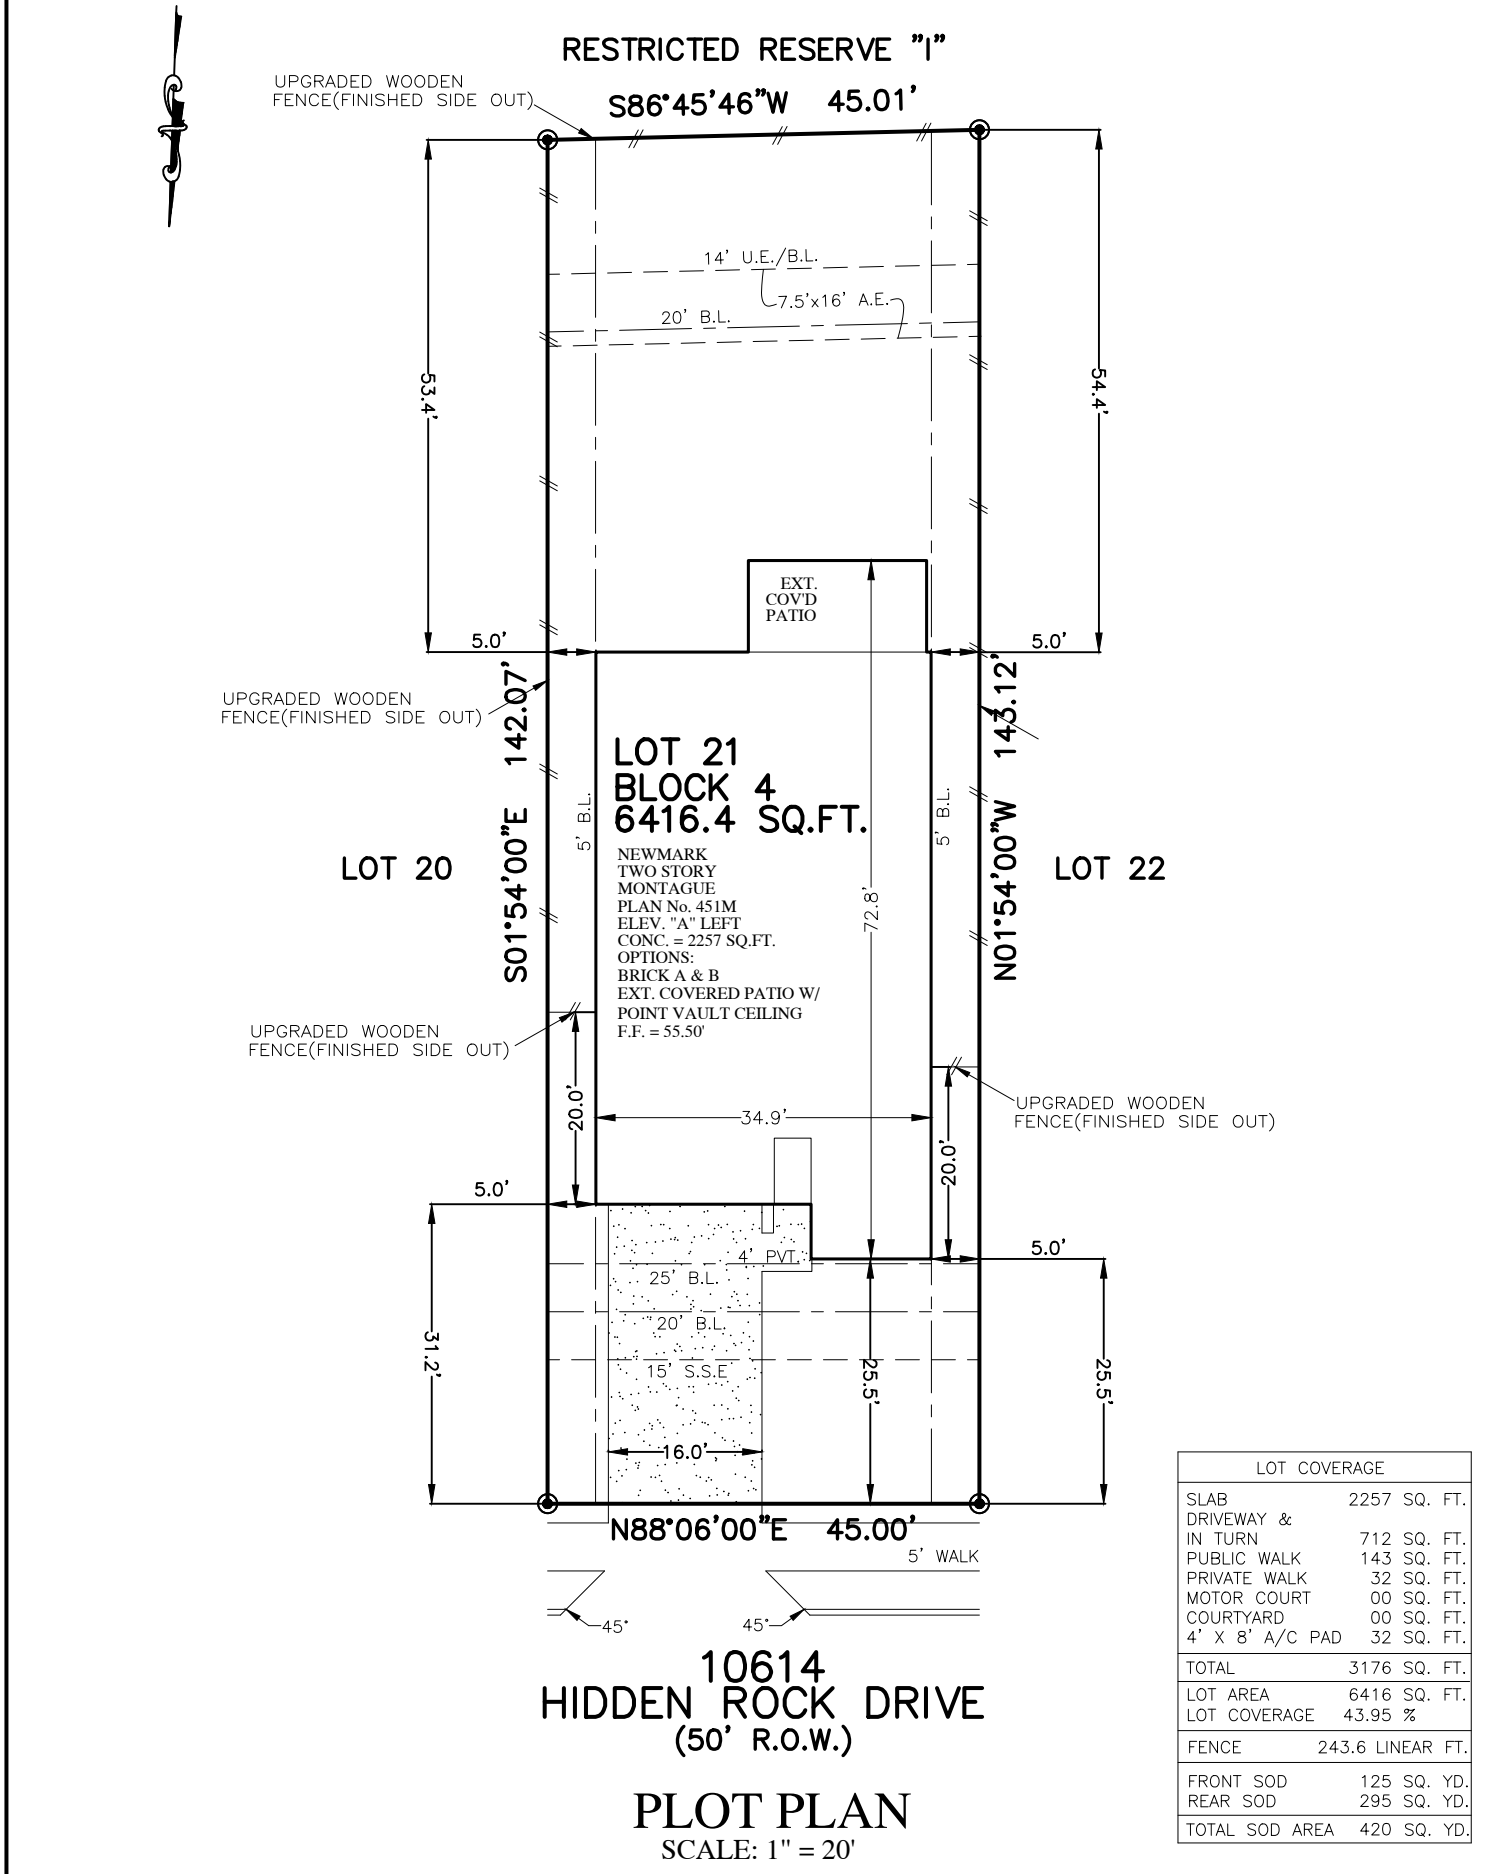 RESTRICTED RESERVE "I"
UPGRADED WOODEN
FENCE(FINISHED SIDE OUT)
S86°45'46"W 45.01'
14' U.E./B.L.
7.5'x16' A.E.
20' B.L.
53.4'
54.4'
EXT.
COV'D
PATIO
5.0'
5.0'
UPGRADED WOODEN
FENCE(FINISHED SIDE OUT)
S01°54'00"E 142.07'
N01°54'00"W 143.12'
LOT 21
BLOCK 4
6416.4 SQ.FT.
5' B.L.
5' B.L.
LOT 20
LOT 22
NEWMARK
TWO STORY
MONTAGUE
PLAN No. 451M
ELEV. "A" LEFT
CONC. = 2257 SQ.FT.
OPTIONS:
BRICK A & B
EXT. COVERED PATIO W/
POINT VAULT CEILING
F.F. = 55.50'
72.8'
UPGRADED WOODEN
FENCE(FINISHED SIDE OUT)
20.0'
34.9'
UPGRADED WOODEN
FENCE(FINISHED SIDE OUT)
20.0'
5.0'
5.0'
4' PVT.
25' B.L.
20' B.L.
15' S.S.E
31.2'
25.5'
25.5'
16.0'
N88°06'00"E 45.00'
5' WALK
45°
45°
10614
HIDDEN ROCK DRIVE
(50' R.O.W.)
PLOT PLAN
SCALE: 1" = 20'
LOT COVERAGE
SLAB 2257 SQ. FT.
DRIVEWAY &
IN TURN 712 SQ. FT.
PUBLIC WALK 143 SQ. FT.
PRIVATE WALK 32 SQ. FT.
MOTOR COURT 00 SQ. FT.
COURTYARD 00 SQ. FT.
4' X 8' A/C PAD 32 SQ. FT.
TOTAL 3176 SQ. FT.
LOT AREA 6416 SQ. FT.
LOT COVERAGE 43.95 %
FENCE 243.6 LINEAR FT.
FRONT SOD 125 SQ. YD.
REAR SOD 295 SQ. YD.
TOTAL SOD AREA 420 SQ. YD.